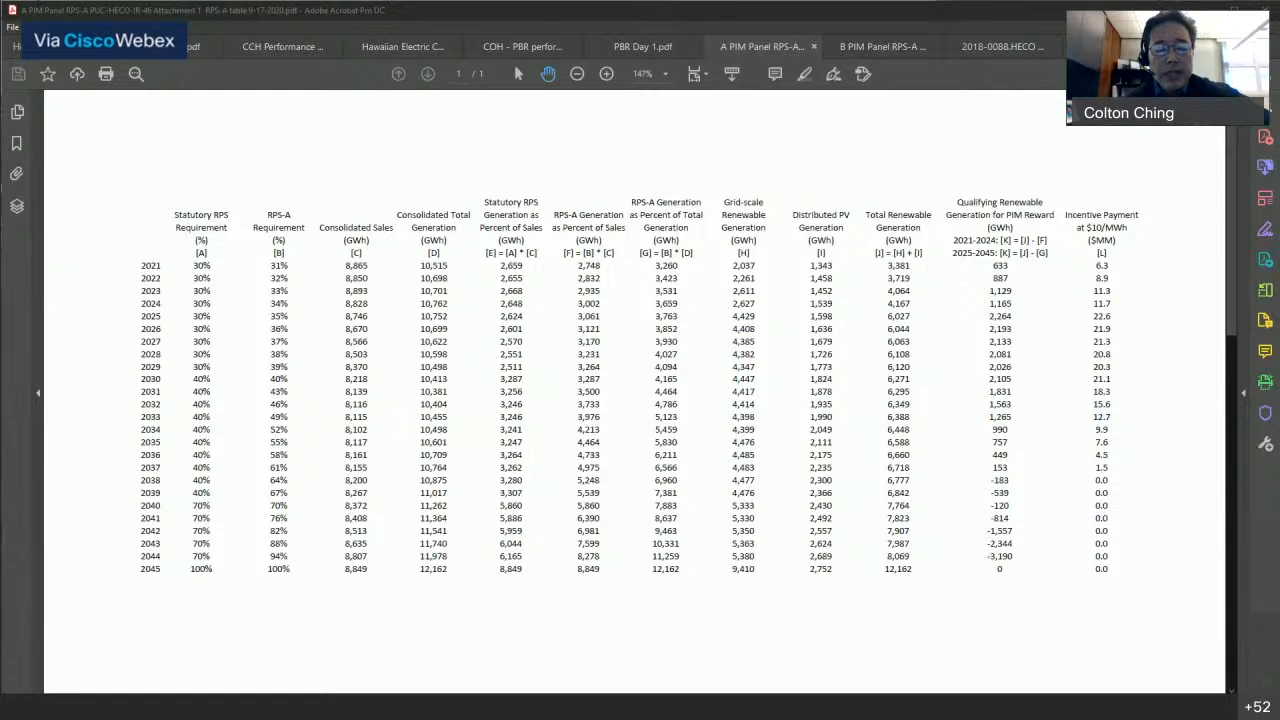 A PIM Panel RPS-A PUC-HECO-IR-46 Attachment 1 RPS-A table 9-17-2020.pdf - Adobe Acrobat Pro DC
File
Via Cisco Webex
.pdf
CCH Performance ...
Hawaiian Electric C...
COH - PBR perfor...
PBR Day 1.pdf
A PIM Panel RPS-A... ×
B PIM Panel RPS-A ...
2018-0088.HECO ...
1 / 1
147%
Colton Ching
Statutory RPS RPS-A Generation Grid-scale Qualifying Renewable
Statutory RPS RPS-A Consolidated Total Generation as RPS-A Generation as Percent of Total Renewable Distributed PV Total Renewable Generation for PIM Reward Incentive Payment
Requirement Requirement Consolidated Sales Generation Percent of Sales as Percent of Sales Generation Generation Generation Generation (GWh) at $10/MWh
(%) (%) (GWh) (GWh) (GWh) (GWh) (GWh) (GWh) (GWh) (GWh) 2021-2024: [K] = [J] - [F] ($MM)
[A] [B] [C] [D] [E] = [A] * [C] [F] = [B] * [C] [G] = [B] * [D] [H] [I] [J] = [H] + [I] 2025-2045: [K] = [J] - [G] [L]
2021 30% 31% 8,865 10,515 2,659 2,748 3,260 2,037 1,343 3,381 633 6.3
2022 30% 32% 8,850 10,698 2,655 2,832 3,423 2,261 1,458 3,719 887 8.9
2023 30% 33% 8,893 10,701 2,668 2,935 3,531 2,611 1,452 4,064 1,129 11.3
2024 30% 34% 8,828 10,762 2,648 3,002 3,659 2,627 1,539 4,167 1,165 11.7
2025 30% 35% 8,746 10,752 2,624 3,061 3,763 4,429 1,598 6,027 2,264 22.6
2026 30% 36% 8,670 10,699 2,601 3,121 3,852 4,408 1,636 6,044 2,193 21.9
2027 30% 37% 8,566 10,622 2,570 3,170 3,930 4,385 1,679 6,063 2,133 21.3
2028 30% 38% 8,503 10,598 2,551 3,231 4,027 4,382 1,726 6,108 2,081 20.8
2029 30% 39% 8,370 10,498 2,511 3,264 4,094 4,347 1,773 6,120 2,026 20.3
2030 40% 40% 8,218 10,413 3,287 3,287 4,165 4,447 1,824 6,271 2,105 21.1
2031 40% 43% 8,139 10,381 3,256 3,500 4,464 4,417 1,878 6,295 1,831 18.3
2032 40% 46% 8,116 10,404 3,246 3,733 4,786 4,414 1,935 6,349 1,563 15.6
2033 40% 49% 8,115 10,455 3,246 3,976 5,123 4,398 1,990 6,388 1,265 12.7
2034 40% 52% 8,102 10,498 3,241 4,213 5,459 4,399 2,049 6,448 990 9.9
2035 40% 55% 8,117 10,601 3,247 4,464 5,830 4,476 2,111 6,588 757 7.6
2036 40% 58% 8,161 10,709 3,264 4,733 6,211 4,485 2,175 6,660 449 4.5
2037 40% 61% 8,155 10,764 3,262 4,975 6,566 4,483 2,235 6,718 153 1.5
2038 40% 64% 8,200 10,875 3,280 5,248 6,960 4,477 2,300 6,777 -183 0.0
2039 40% 67% 8,267 11,017 3,307 5,539 7,381 4,476 2,366 6,842 -539 0.0
2040 70% 70% 8,372 11,262 5,860 5,860 7,883 5,333 2,430 7,764 -120 0.0
2041 70% 76% 8,408 11,364 5,886 6,390 8,637 5,330 2,492 7,823 -814 0.0
2042 70% 82% 8,513 11,541 5,959 6,981 9,463 5,350 2,557 7,907 -1,557 0.0
2043 70% 88% 8,635 11,740 6,044 7,599 10,331 5,363 2,624 7,987 -2,344 0.0
2044 70% 94% 8,807 11,978 6,165 8,278 11,259 5,380 2,689 8,069 -3,190 0.0
2045 100% 100% 8,849 12,162 8,849 8,849 12,162 9,410 2,752 12,162 0 0.0
+52